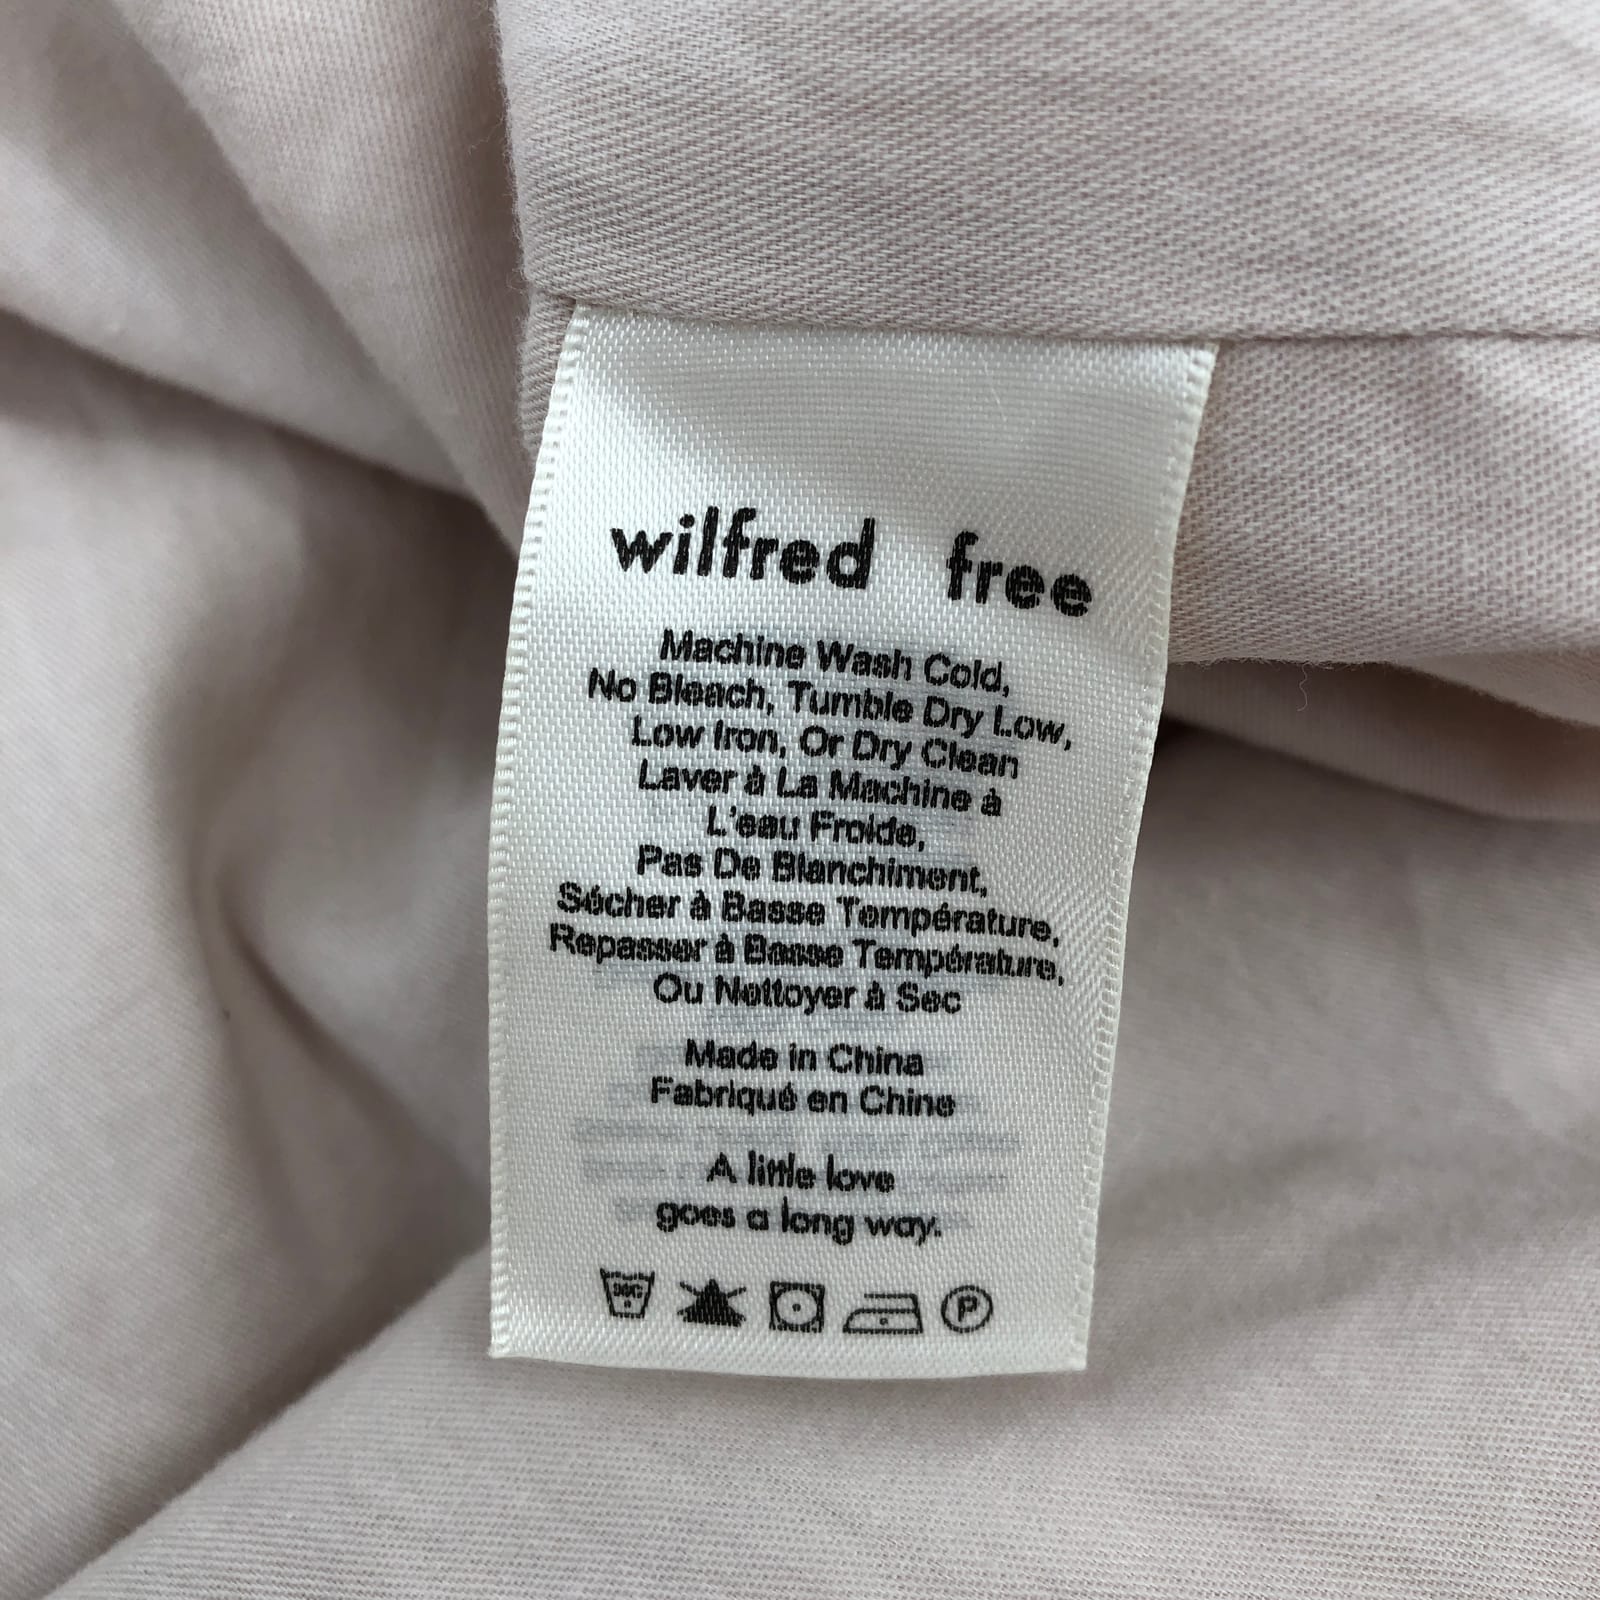 wilfred free
Machine Wash Cold,
No Bleach, Tumble Dry Low,
Low Iron, Or Dry Clean
Laver à La Machine à
L'eau Froide,
Pas De Blanchiment,
Sécher à Basse Température,
Repasser à Basse Température,
Ou Nettoyer à Sec
Made in China
Fabriqué en Chine
A little love
goes a long way.
30C P